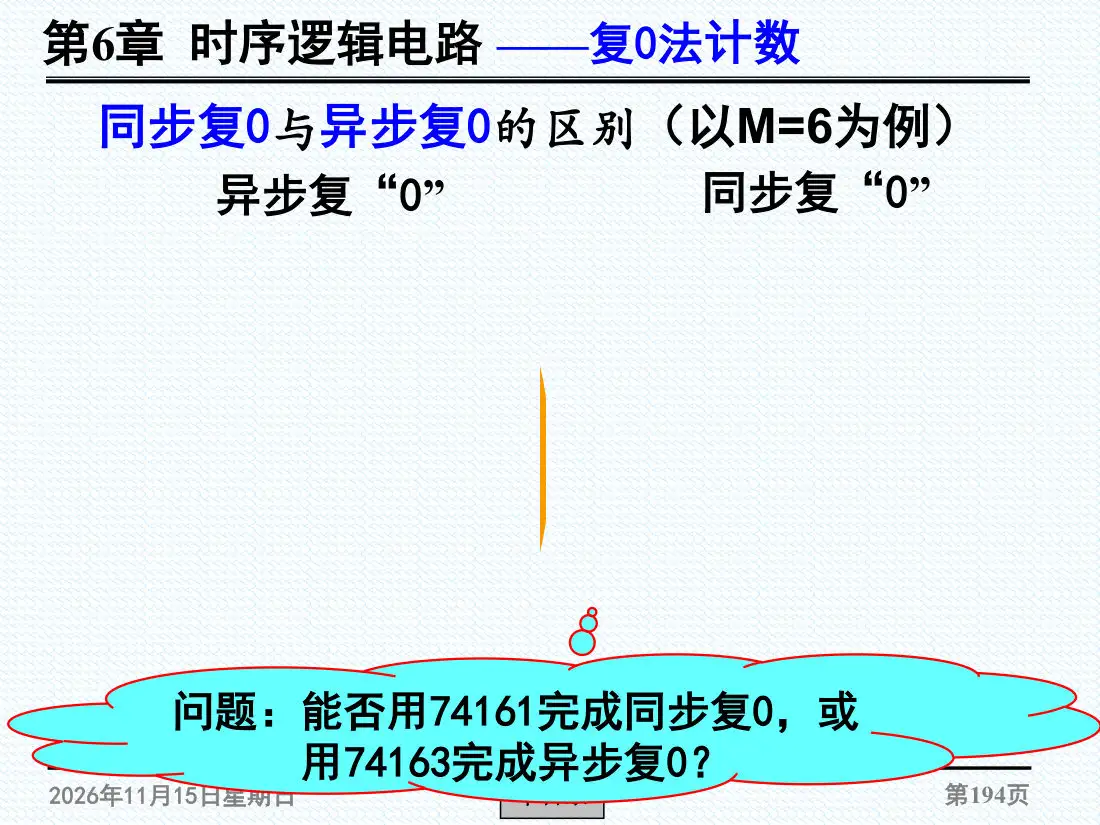 第6章 时序逻辑电路 ——复0法计数
同步复0与异步复0的区别（以M=6为例）
异步复“0”
同步复“0”
问题：能否用74161完成同步复0，或
用74163完成异步复0？
2026年11月15日星期日
第194页